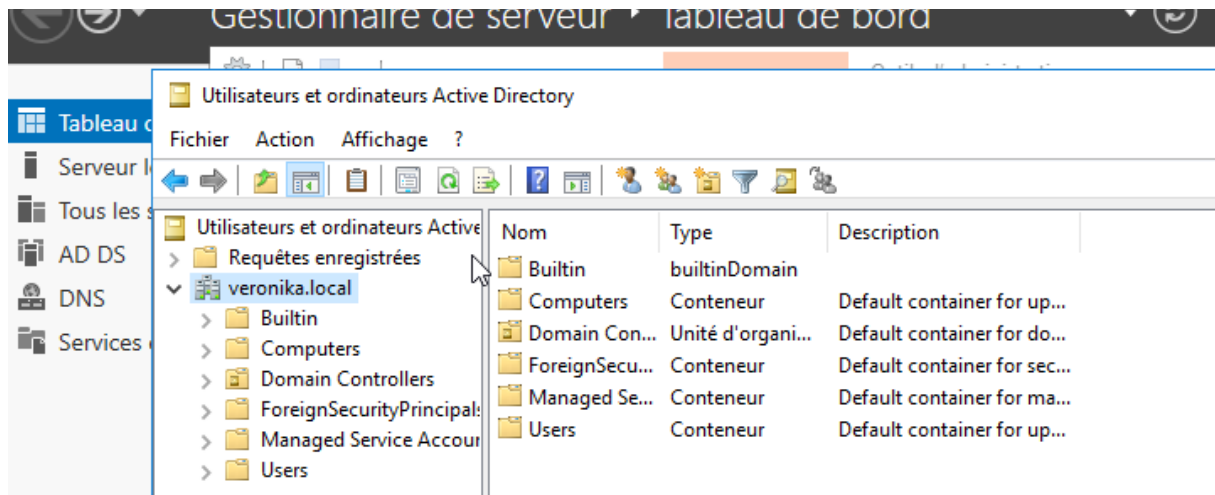 Gestionnaire de serveur ‣ Tableau de bord
Utilisateurs et ordinateurs Active Directory
Tableau
Fichier Action Affichage ?
Serveur
Tous les
AD DS
DNS
Services
Utilisateurs et ordinateurs Active
Requêtes enregistrées
veronika.local
Builtin
Computers
Domain Controllers
ForeignSecurityPrincipal
Managed Service Accou
Users
Nom Type Description
Builtin builtinDomain
Computers Conteneur Default container for up...
Domain Con... Unité d'organi... Default container for do...
ForeignSecu... Conteneur Default container for sec...
Managed Se... Conteneur Default container for ma...
Users Conteneur Default container for up...